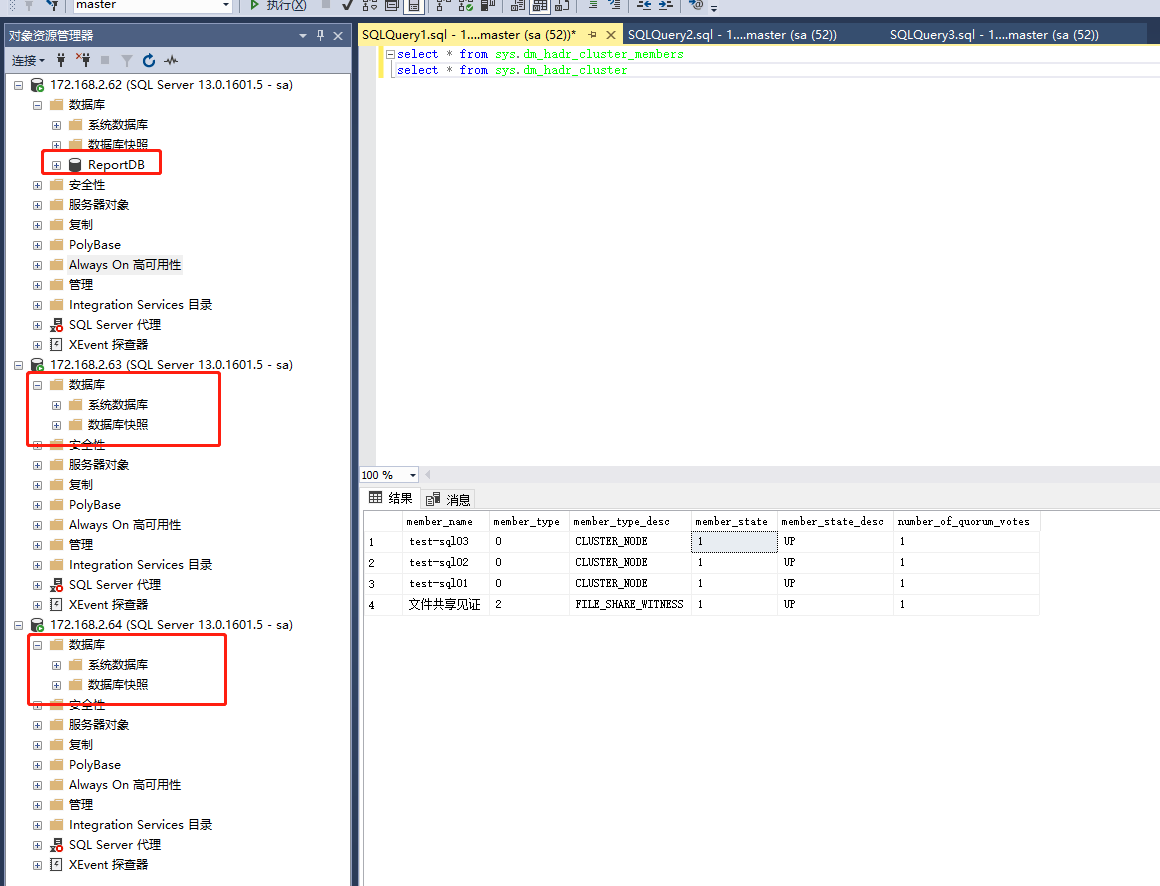 master
执行(X)
对象资源管理器
连接
172.168.2.62 (SQL Server 13.0.1601.5 - sa)
数据库
系统数据库
数据库快照
ReportDB
安全性
服务器对象
复制
PolyBase
Always On 高可用性
管理
Integration Services 目录
SQL Server 代理
XEvent 探查器
172.168.2.63 (SQL Server 13.0.1601.5 - sa)
数据库
系统数据库
数据库快照
安全性
服务器对象
复制
PolyBase
Always On 高可用性
管理
Integration Services 目录
SQL Server 代理
XEvent 探查器
172.168.2.64 (SQL Server 13.0.1601.5 - sa)
数据库
系统数据库
数据库快照
安全性
服务器对象
复制
PolyBase
Always On 高可用性
管理
Integration Services 目录
SQL Server 代理
XEvent 探查器
SQLQuery1.sql - 1....master (sa (52))* SQLQuery2.sql - 1....master (sa (52)) SQLQuery3.sql - 1....master (sa (52))
select * from sys.dm_hadr_cluster_members
select * from sys.dm_hadr_cluster
100 %
结果 消息
member_name member_type member_type_desc member_state member_state_desc number_of_quorum_votes
1 test-sql03 0 CLUSTER_NODE 1 UP 1
2 test-sql02 0 CLUSTER_NODE 1 UP 1
3 test-sql01 0 CLUSTER_NODE 1 UP 1
4 文件共享见证 2 FILE_SHARE_WITNESS 1 UP 1